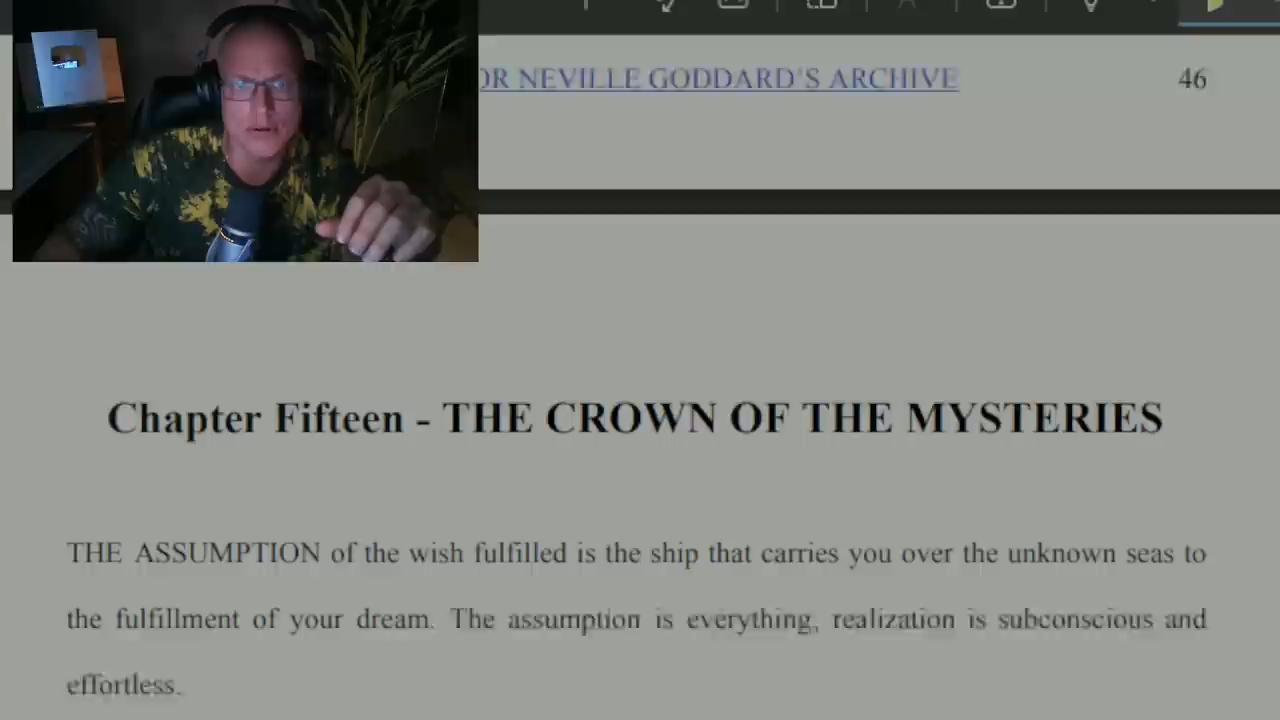 OR NEVILLE GODDARD'S ARCHIVE 46
Chapter Fifteen - THE CROWN OF THE MYSTERIES
THE ASSUMPTION of the wish fulfilled is the ship that carries you over the unknown seas to
the fulfillment of your dream. The assumption is everything, realization is subconscious and
effortless.